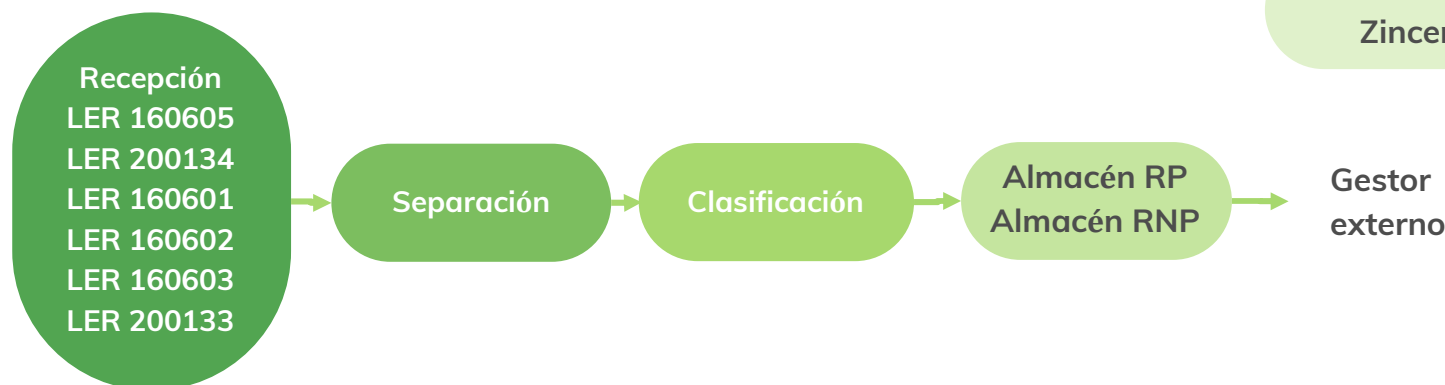 Recepción
LER 160605
LER 200134
LER 160601
LER 160602
LER 160603
LER 200133
Separación
Clasificación
Almacén RP
Almacén RNP
Gestor
externo